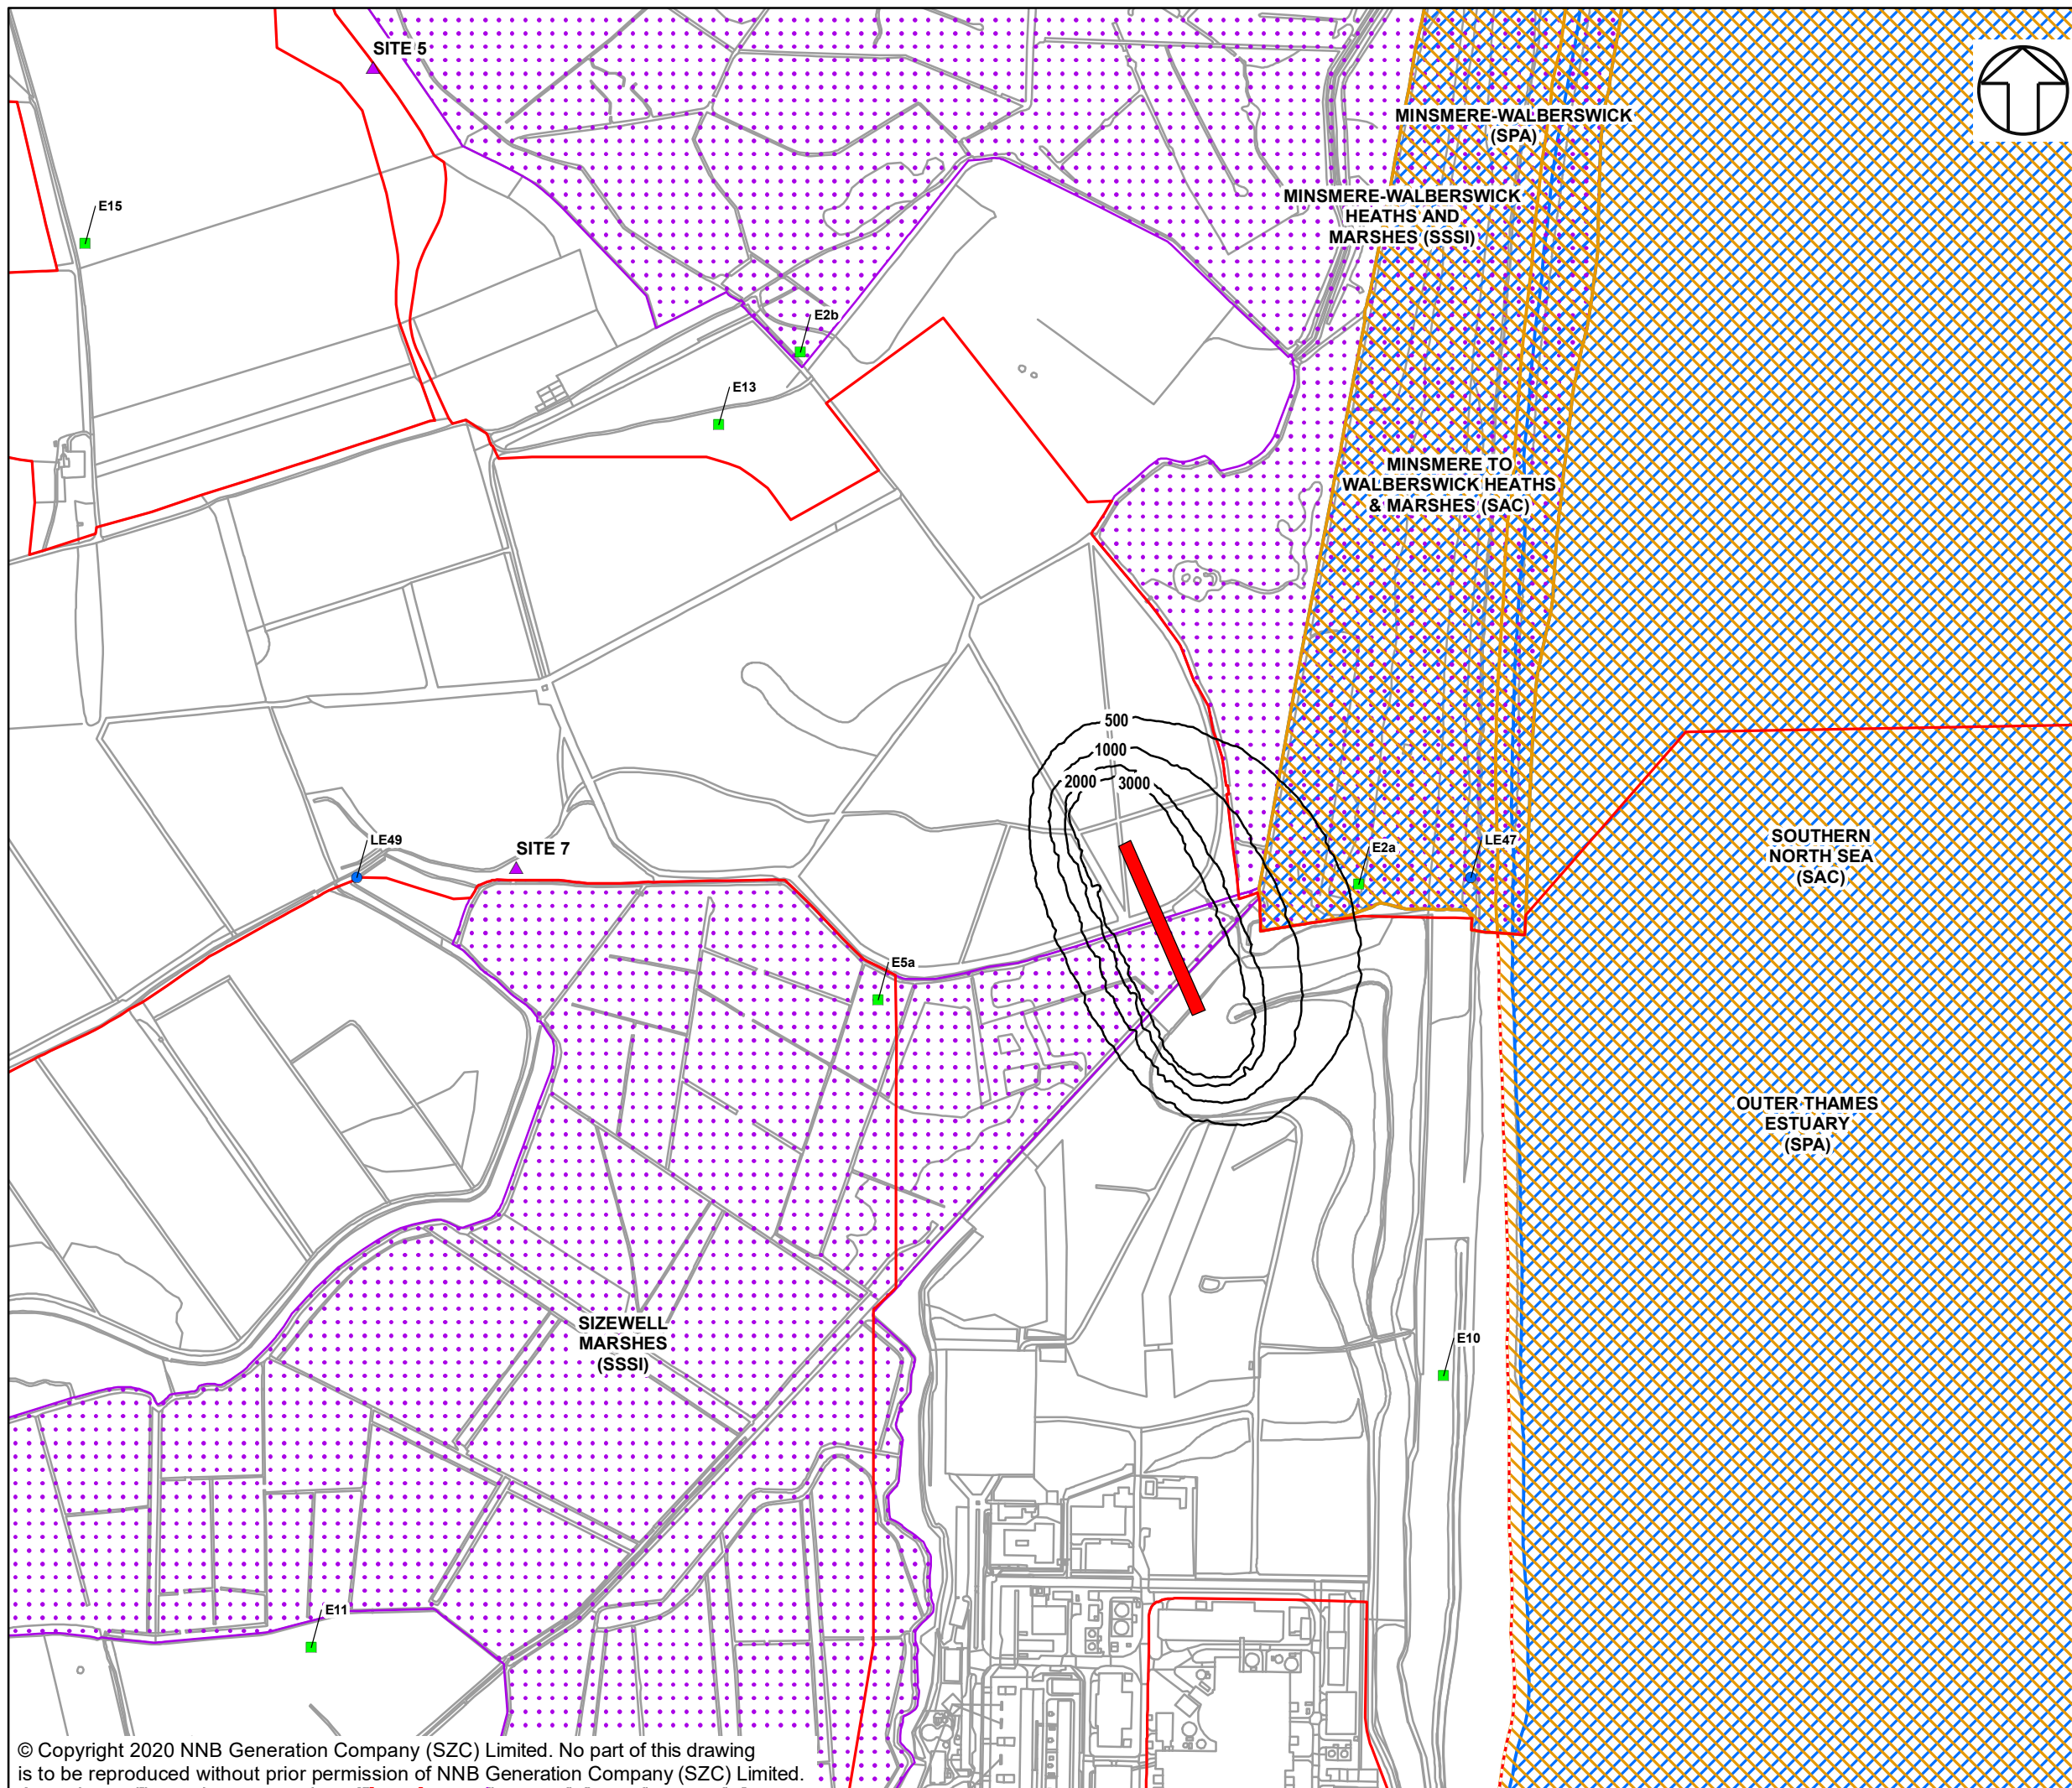 SITE 5
MINSMERE-WALBERSWICK
(SPA)
E15
MINSMERE-WALBERSWICK
HEATHS AND
MARSHES (SSSI)
E2b
E13
MINSMERE TO
WALBERSWICK HEATHS
& MARSHES (SAC)
500
1000
2000
3000
LE49
SITE 7
E2a
LE47
SOUTHERN
NORTH SEA
(SAC)
E5a
OUTER THAMES
ESTUARY
(SPA)
SIZEWELL
MARSHES
(SSSI)
E10
E11
© Copyright 2020 NNB Generation Company (SZC) Limited. No part of this drawing
is to be reproduced without prior permission of NNB Generation Company (SZC) Limited.